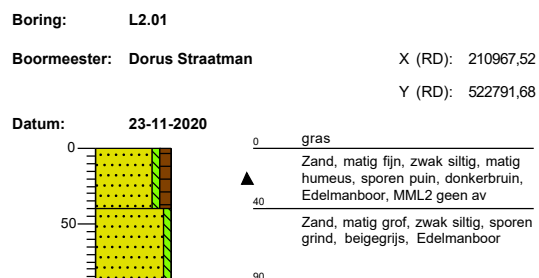 Boring: L2.01
Boormeester: Dorus Straatman X (RD): 210967,52
Y (RD): 522791,68
Datum: 23-11-2020
0 0 gras
Zand, matig fijn, zwak siltig, matig
humeus, sporen puin, donkerbruin,
Edelmanboor, MML2 geen av
40
Zand, matig grof, zwak siltig, sporen
50 grind, beigegrijs, Edelmanboor
90